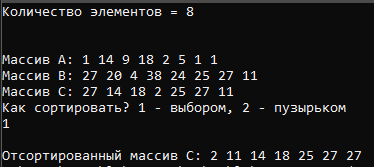 Количество элементов = 8
Массив A: 1 14 9 18 2 5 1 1
Массив B: 27 20 4 38 24 25 27 11
Массив C: 27 14 18 2 25 27 11
Как сортировать? 1 - выбором, 2 - пузырьком
1
Отсортированный массив C: 2 11 14 18 25 27 27